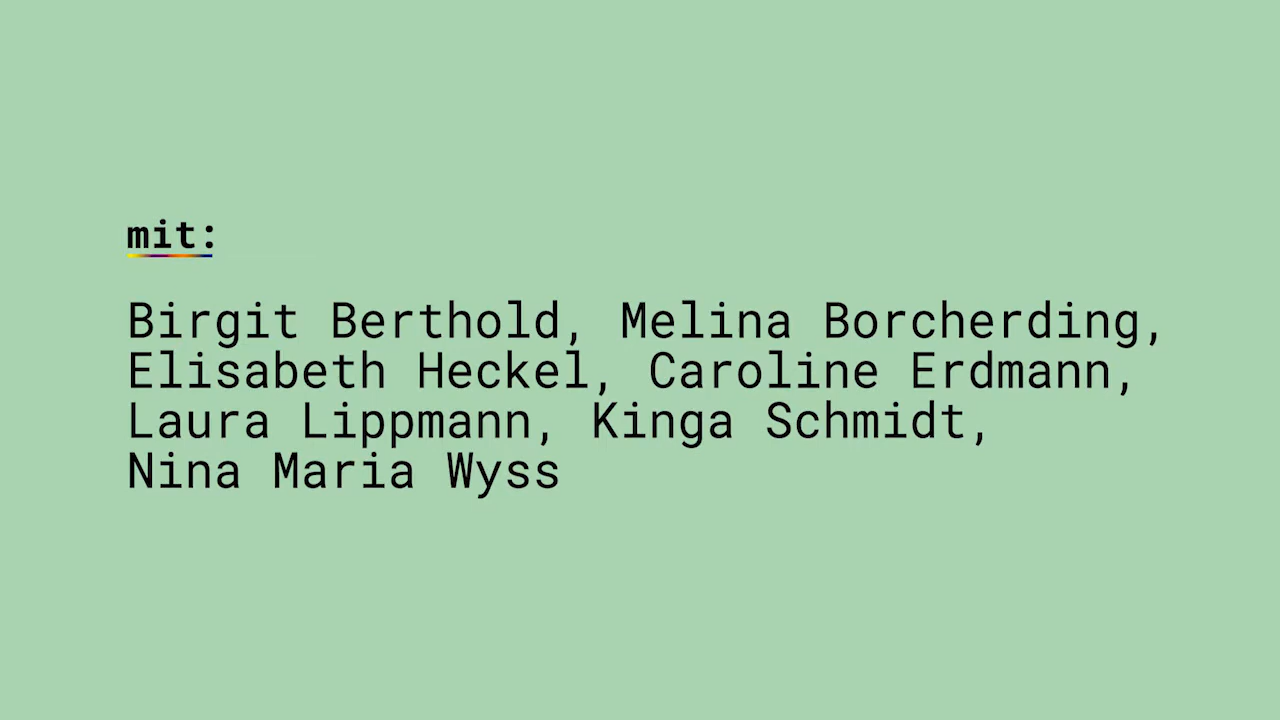 mit:
Birgit Berthold, Melina Borcherding,
Elisabeth Heckel, Caroline Erdmann,
Laura Lippmann, Kinga Schmidt,
Nina Maria Wyss